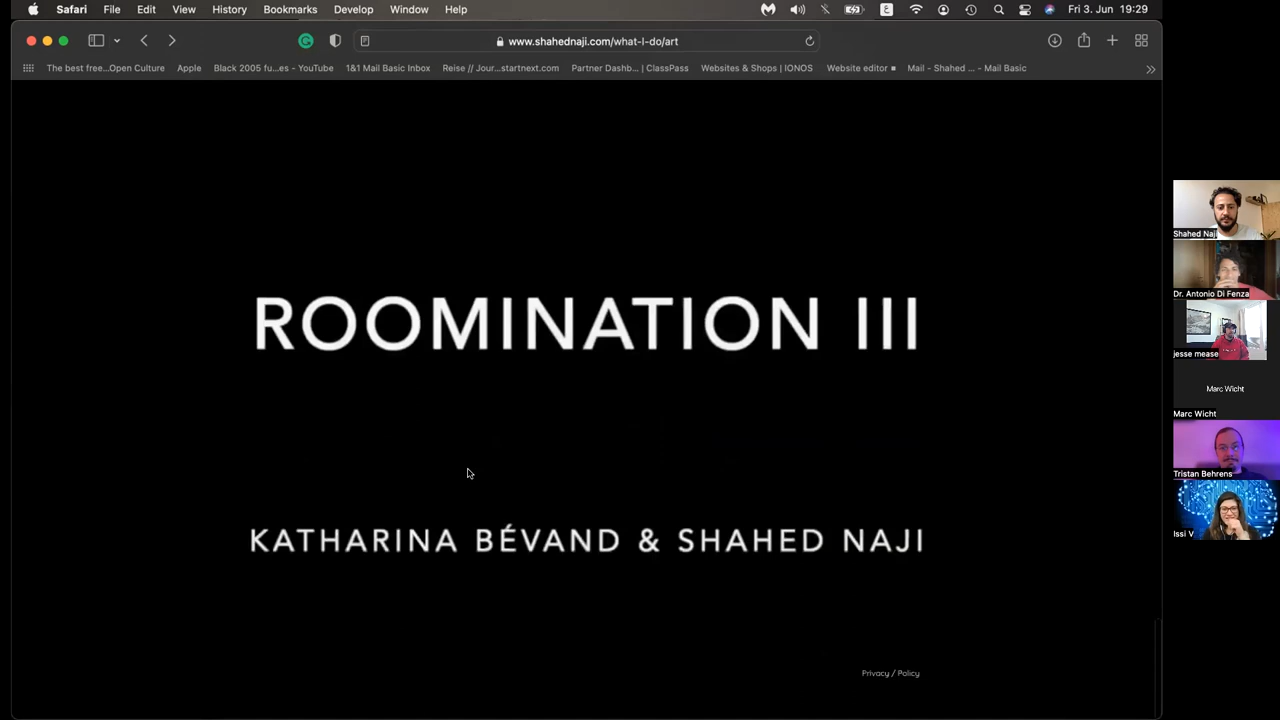 Safari File Edit View History Bookmarks Develop Window Help ع Fri 3. Jun 19:29
www.shahednaji.com/what-I-do/art
The best free...Open Culture Apple Black 2005 fu...es - YouTube 1&1 Mail Basic Inbox Reise // Jour...startnext.com Partner Dashb... | ClassPass Websites & Shops | IONOS Website editor Mail - Shahed ... - Mail Basic
ROOMINATION III
KATHARINA BÉVAND & SHAHED NAJI
Privacy / Policy
Shahed Naji
Dr. Antonio Di Fenza
jesse mease
Marc Wicht
Marc Wicht
Tristan Behrens
Issi V